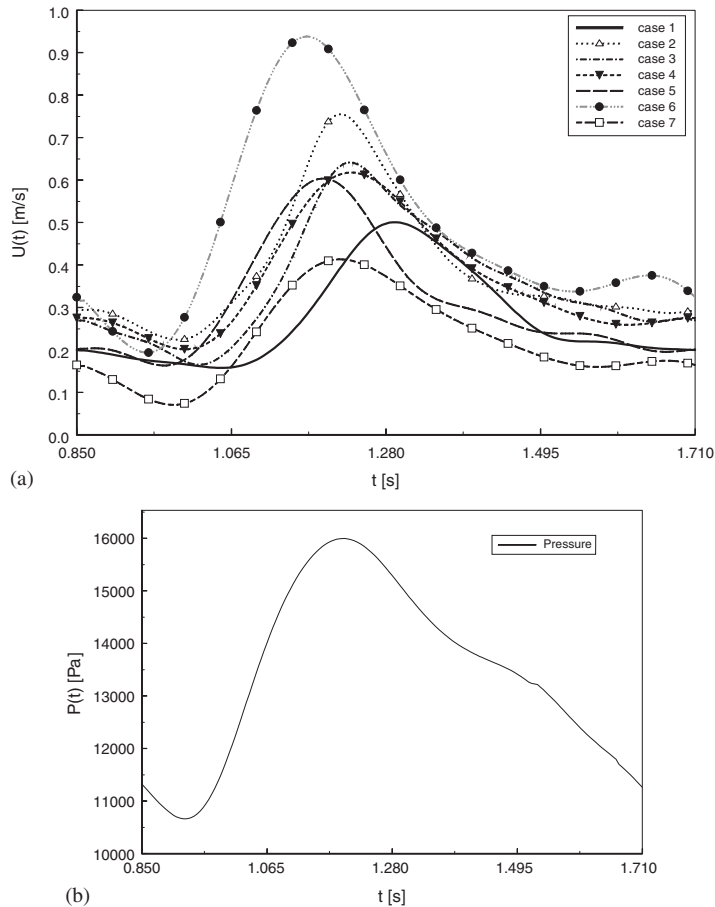 1.0
0.9
0.8
0.7
0.6
0.5
0.4
0.3
0.2
0.1
0.0
U(t) [m/s]
case 1
case 2
case 3
case 4
case 5
case 6
case 7
0.850
1.065
1.280
1.495
1.710
t [s]
(a)
16000
15000
14000
13000
12000
11000
10000
P(t) [Pa]
Pressure
0.850
1.065
1.280
1.495
1.710
t [s]
(b)